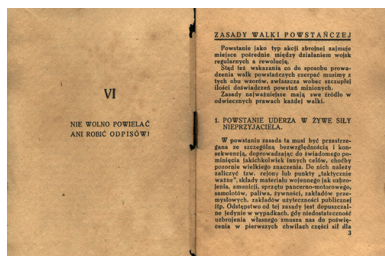 VI
NIE WOLNO POWIELAĆ
ANI ROBIĆ ODPISÓW!
ZASADY WALKI POWSTAŃCZEJ
Powstanie jako typ akcji zbrojnej zajmuje
miejsce pośrednie między działaniem wojsk
regularnych a rewolucją.
Stąd też wskazania co do sposobu prowa-
dzenia walk powstańczych czerpać musimy z
tych obu wzorów, zwłaszcza wobec szczupłej
ilości doświadczeń powstań minionych.
Zasady najważniejsze mają swe źródło w
odwiecznych prawach każdej walki.
1. POWSTANIE UDERZA W ŻYWE SIŁY
NIEPRZYJACIELA.
W powstaniu zasada ta musi być przestrze-
gana ze szczególną bezwzględnością i kon-
sekwencją, doprowadzając do świadomego po-
minięcia jakichkolwiek innych celów, choćby
pozornie wielkiego znaczenia. Do nich należy
zaliczyć tzw. rejony lub punkty „taktycznie
ważne", składy materiału wojennego jak uzbro-
jenia, amunicji, sprzętu pancerno-motorowego,
samolotów, paliwa, żywności, zakładów prze-
mysłowych, zakładów użyteczności publicznej
itp. Odstępstwo od tej zasady jest dopuszczal-
ne jedynie w wypadkach, gdy niedostateczność
uzbrojenia własnego zmusza nas do poświę-
cenia w pierwszych chwilach części sił dla
3